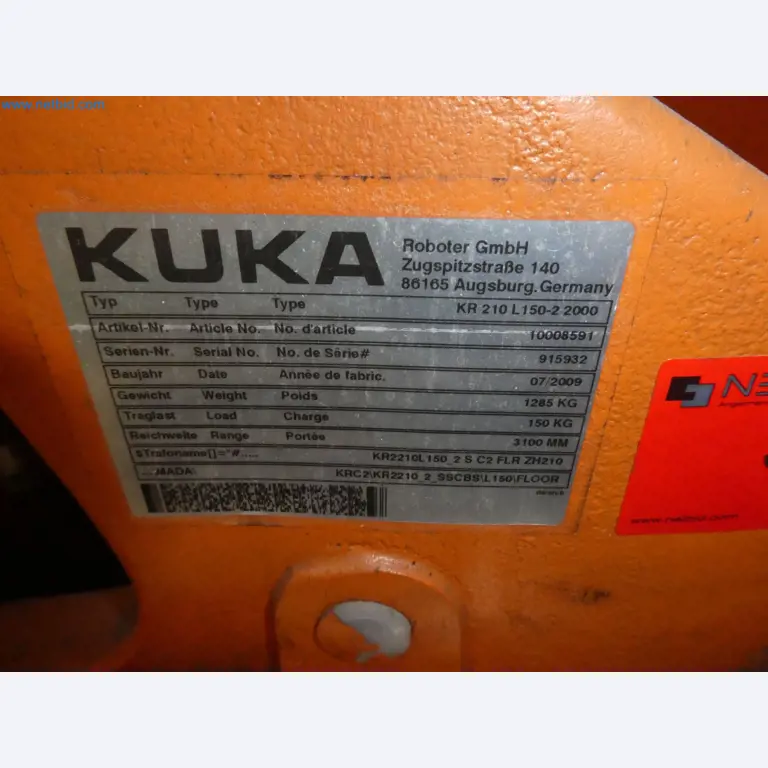 www.netbid.com
KUKA
Roboter GmbH
Zugspitzstraße 140
86165 Augsburg.Germany
Typ Type Type KR 210 L150-2 2000
Artikel-Nr. Article No. No. d'article 10008591
Serien-Nr. Serial No. No. de Série# 915932
Baujahr Date Année de fabric. 07/2009
Gewicht Weight Poids 1285 KG
Traglast Load Charge 150 KG
Reichweite Range Portée 3100 MM
$Trafoname[]="#..... KR2210L150_2 S C2 FLR ZH210
...\MADA\ KRC2\KR2210_2_SSCBS\L150\FLOOR
www.netbid.com